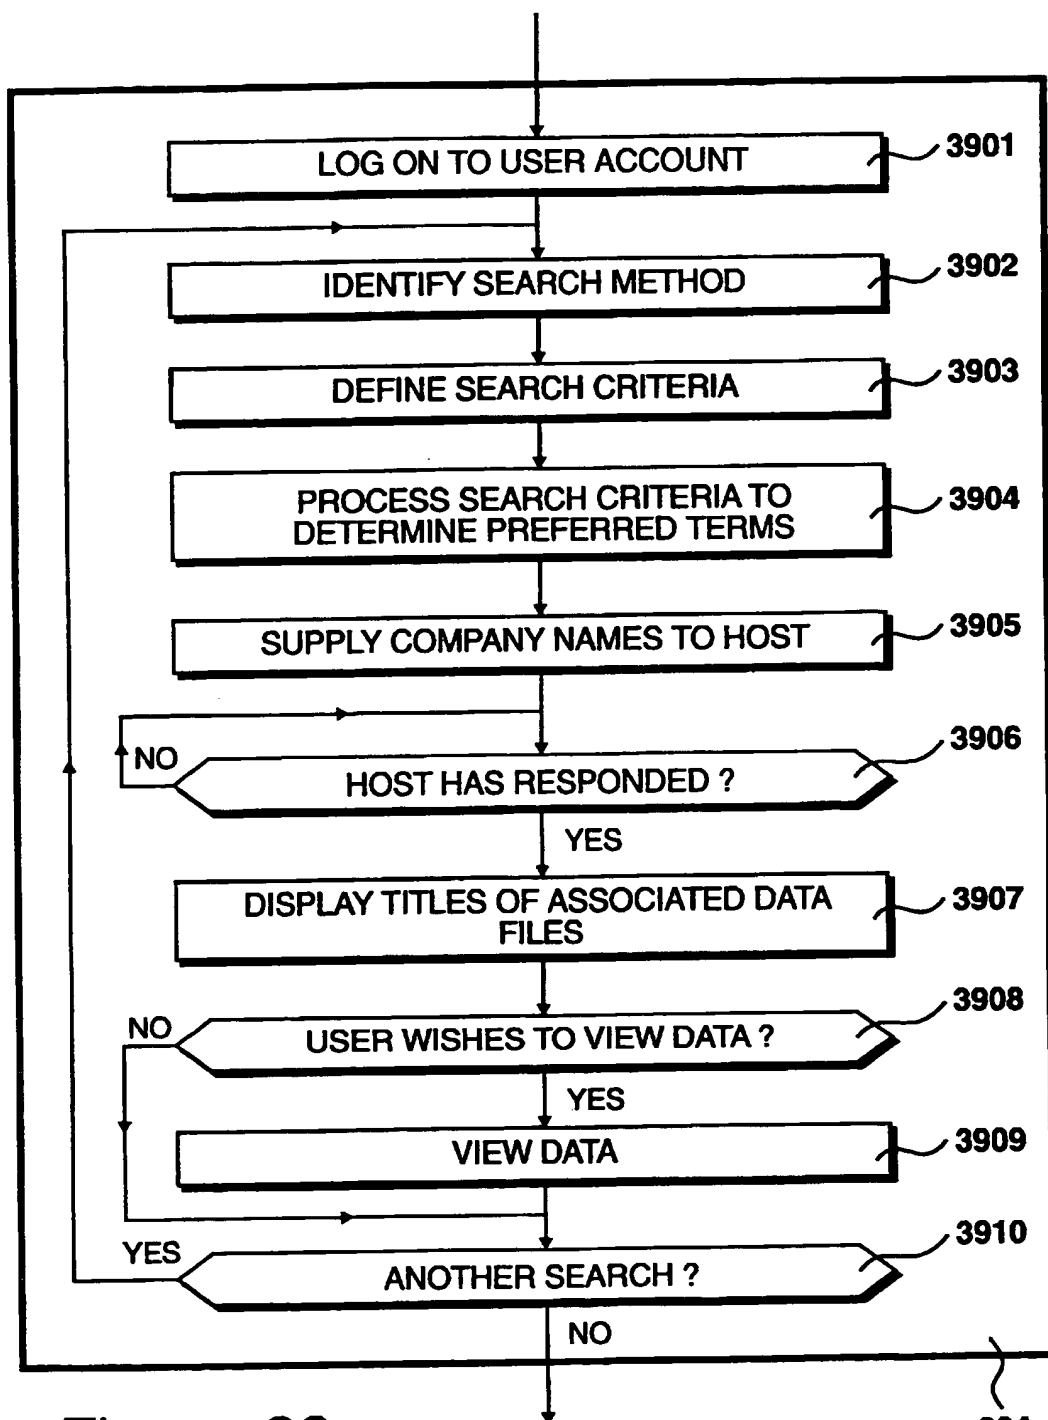 LOG ON TO USER ACCOUNT
3901
IDENTIFY SEARCH METHOD
3902
DEFINE SEARCH CRITERIA
3903
PROCESS SEARCH CRITERIA TO
DETERMINE PREFERRED TERMS
3904
SUPPLY COMPANY NAMES TO HOST
3905
NO
HOST HAS RESPONDED ?
3906
YES
DISPLAY TITLES OF ASSOCIATED DATA
FILES
3907
NO
USER WISHES TO VIEW DATA ?
3908
YES
VIEW DATA
3909
YES
ANOTHER SEARCH ?
3910
NO